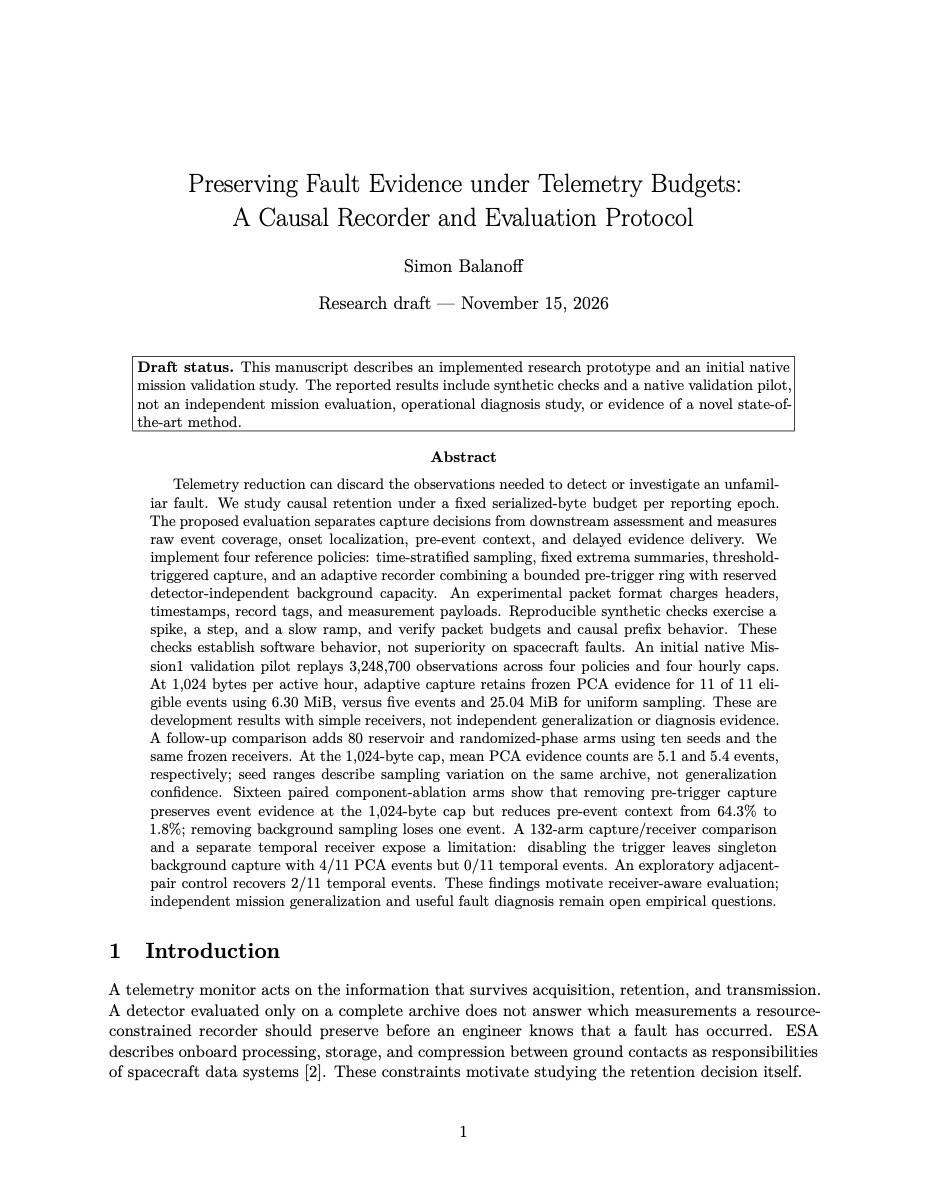 Preserving Fault Evidence under Telemetry Budgets:
A Causal Recorder and Evaluation Protocol
Simon Balanoff
Research draft — November 15, 2026
Draft status. This manuscript describes an implemented research prototype and an initial native
mission validation study. The reported results include synthetic checks and a native validation pilot,
not an independent mission evaluation, operational diagnosis study, or evidence of a novel state-of-
the-art method.
Abstract
Telemetry reduction can discard the observations needed to detect or investigate an unfamil-
iar fault. We study causal retention under a fixed serialized-byte budget per reporting epoch.
The proposed evaluation separates capture decisions from downstream assessment and measures
raw event coverage, onset localization, pre-event context, and delayed evidence delivery. We
implement four reference policies: time-stratified sampling, fixed extrema summaries, threshold-
triggered capture, and an adaptive recorder combining a bounded pre-trigger ring with reserved
detector-independent background capacity. An experimental packet format charges headers,
timestamps, record tags, and measurement payloads. Reproducible synthetic checks exercise a
spike, a step, and a slow ramp, and verify packet budgets and causal prefix behavior. These
checks establish software behavior, not superiority on spacecraft faults. An initial native Mis-
sion1 validation pilot replays 3,248,700 observations across four policies and four hourly caps.
At 1,024 bytes per active hour, adaptive capture retains frozen PCA evidence for 11 of 11 eli-
gible events using 6.30 MiB, versus five events and 25.04 MiB for uniform sampling. These are
development results with simple receivers, not independent generalization or diagnosis evidence.
A follow-up comparison adds 80 reservoir and randomized-phase arms using ten seeds and the
same frozen receivers. At the 1,024-byte cap, mean PCA evidence counts are 5.1 and 5.4 events,
respectively; seed ranges describe sampling variation on the same archive, not generalization
confidence. Sixteen paired component-ablation arms show that removing pre-trigger capture
preserves event evidence at the 1,024-byte cap but reduces pre-event context from 64.3% to
1.8%; removing background sampling loses one event. A 132-arm capture/receiver comparison
and a separate temporal receiver expose a limitation: disabling the trigger leaves singleton
background capture with 4/11 PCA events but 0/11 temporal events. An exploratory adjacent-
pair control recovers 2/11 temporal events. These findings motivate receiver-aware evaluation;
independent mission generalization and useful fault diagnosis remain open empirical questions.
1 Introduction
A telemetry monitor acts on the information that survives acquisition, retention, and transmission.
A detector evaluated only on a complete archive does not answer which measurements a resource-
constrained recorder should preserve before an engineer knows that a fault has occurred. ESA
describes onboard processing, storage, and compression between ground contacts as responsibilities
of spacecraft data systems [2]. These constraints motivate studying the retention decision itself.
1